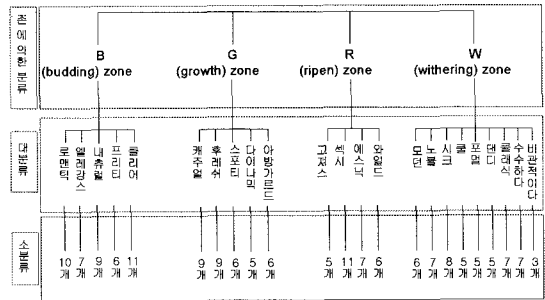 존에 의한 분류
B
(budding) zone
G
(growth) zone
R
(ripen) zone
W
(withering) zone
대분류
로맨틱
엘레강스
내츄럴
프리티
클리어
캐주얼
후레쉬
스포티
다이나믹
아방가르드
고져스
섹시
에스닉
와일드
모던
노블
시크
쿨
포멀
댄디
클래식
수수하다
비관적이다
소분류
10개
7개
9개
6개
11개
9개
9개
6개
5개
6개
5개
11개
7개
6개
6개
7개
8개
5개
5개
5개
7개
7개
3개